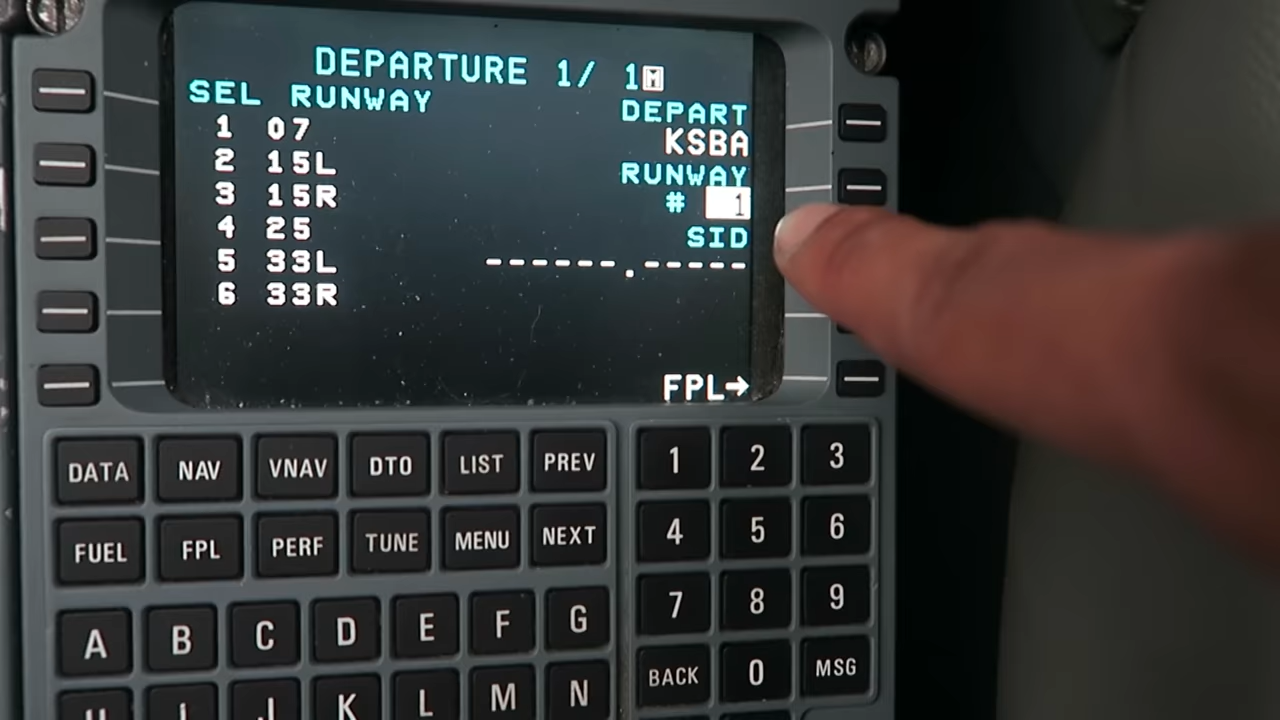 DEPARTURE 1/ 1M
SEL RUNWAY
DEPART
1 07
KSBA
2 15L
RUNWAY
3 15R
# 1
4 25
SID
5 33L
------.-----
6 33R
FPL→
DATA NAV VNAV DTO LIST PREV
1 2 3
FUEL FPL PERF TUNE MENU NEXT
4 5 6
A B C D E F G
7 8 9
BACK 0 MSG
J K L M N